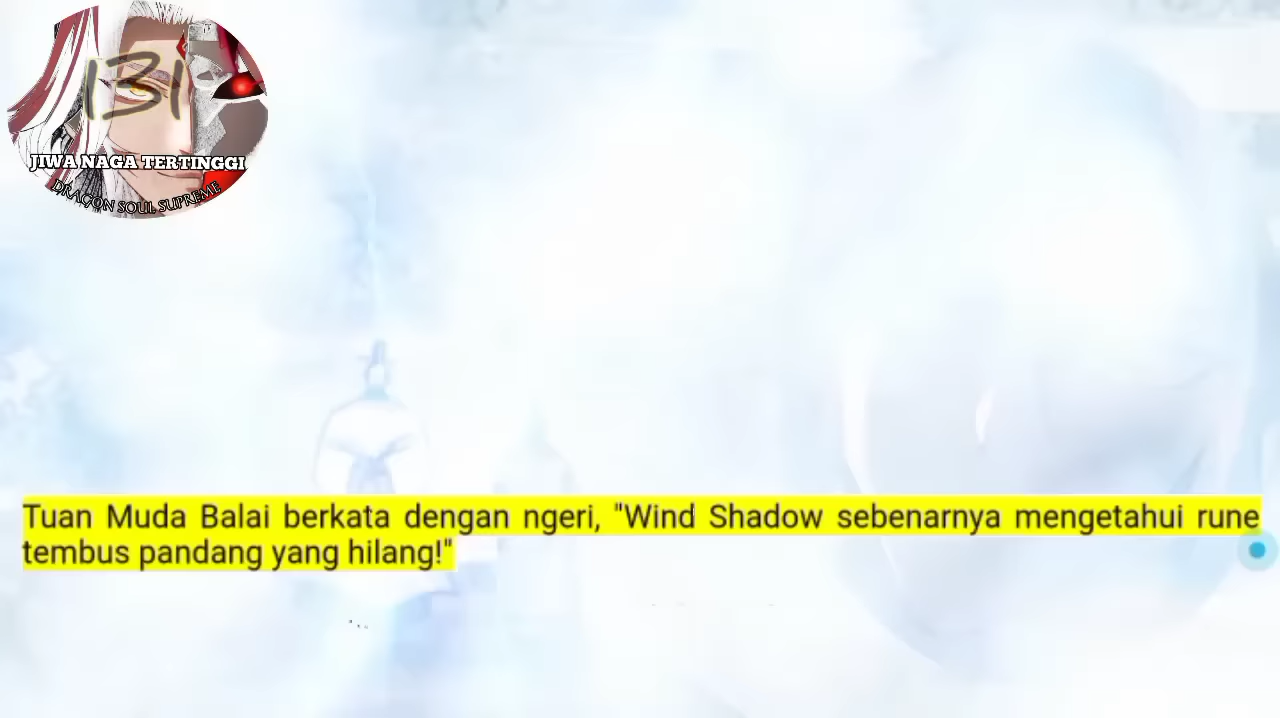 131
JIWA NAGA TERTINGGI
DRAGON SOUL SUPREME
Tuan Muda Balai berkata dengan ngeri, "Wind Shadow sebenarnya mengetahui rune
tembus pandang yang hilang!"